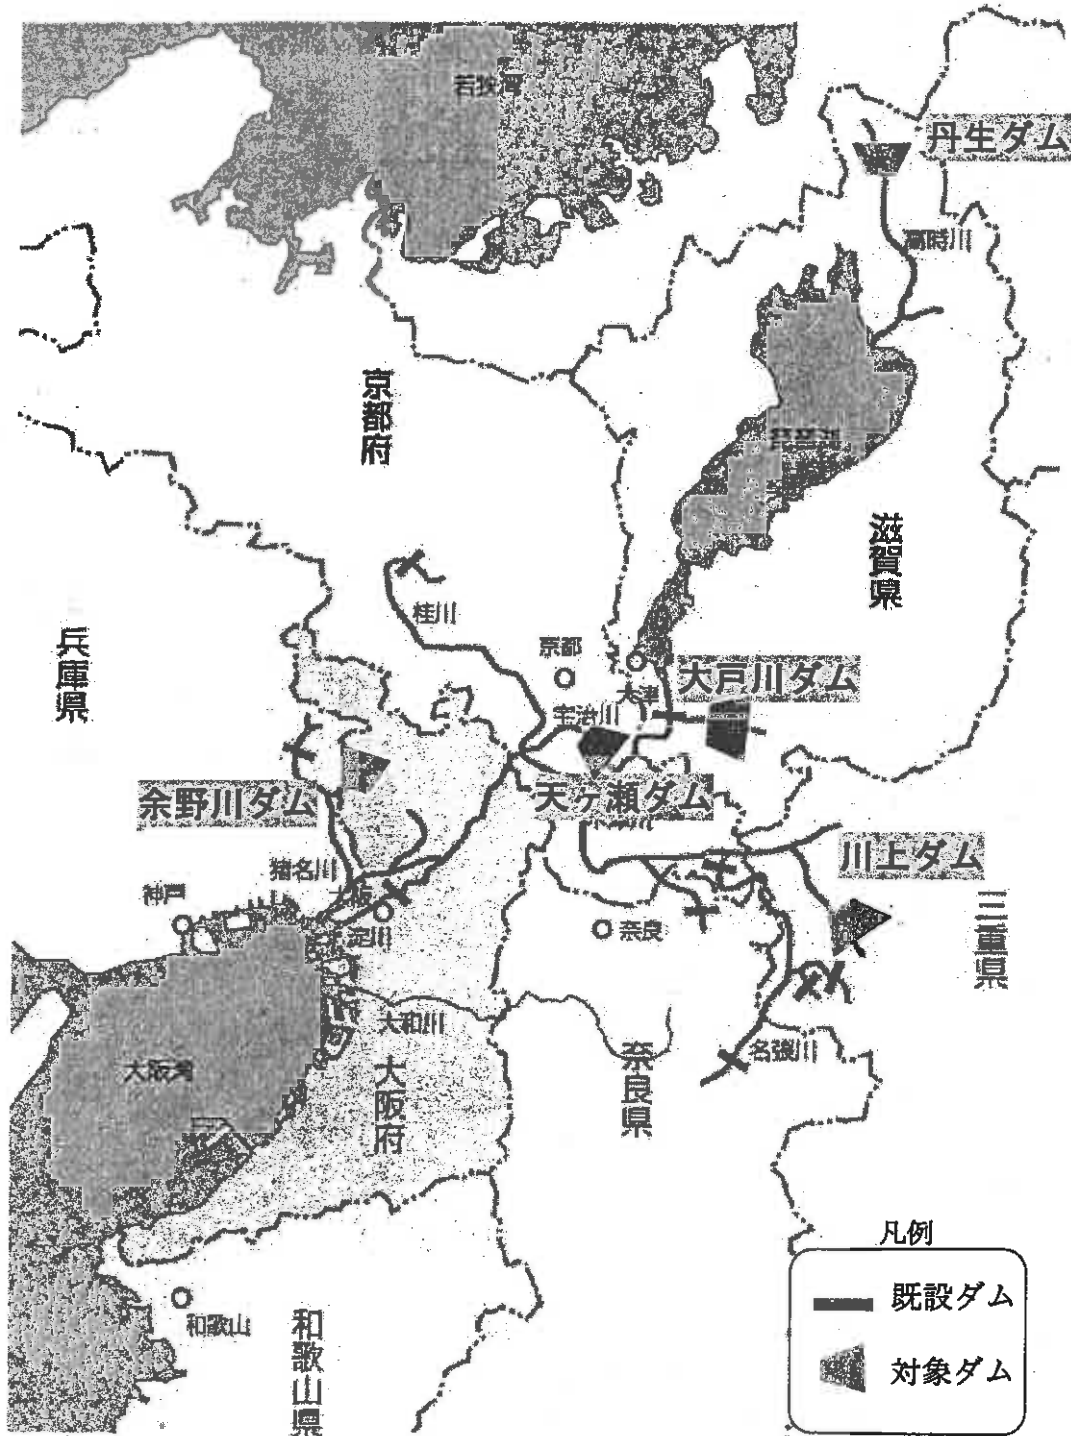 若狭湾
丹生ダム
高時川
京都府
琵琶湖
滋賀県
兵庫県
桂川
京都
大津
大戸川ダム
宇治川
余野川ダム
天ヶ瀬ダム
川上ダム
猪名川
大阪
神戸
淀川
奈良
三重県
大和川
大阪湾
大阪府
奈良県
名張川
和歌山
和歌山県
凡例
既設ダム
対象ダム